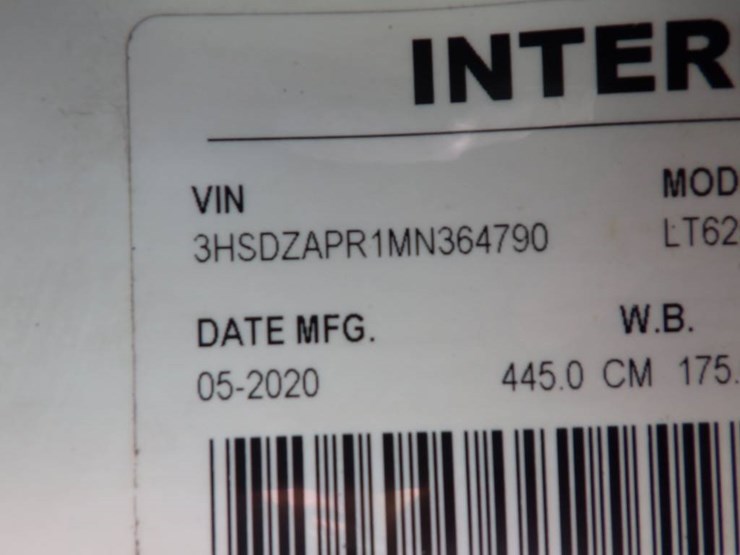 INTER
VIN MOD
3HSDZAPR1MN364790 LT62
DATE MFG. W.B.
05-2020 445.0 CM 175.